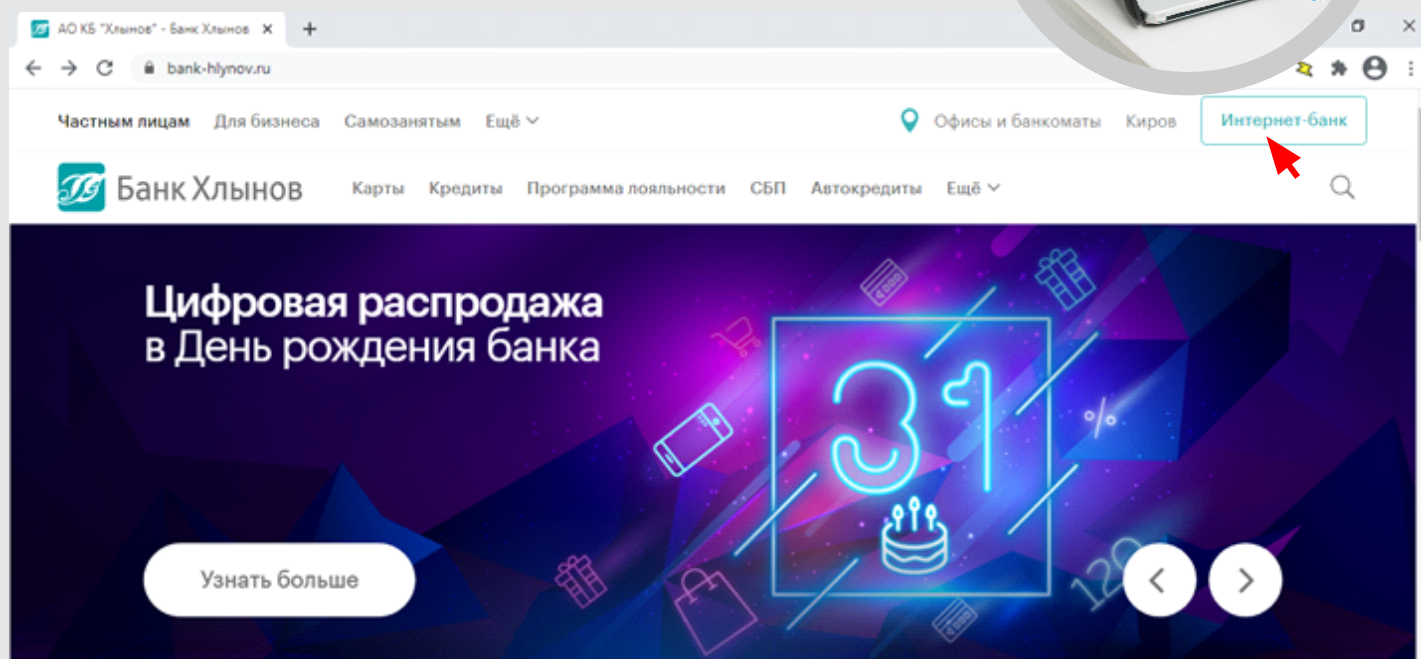 АО КБ "Хлынов" - Банк Хлынов
bank-hlynov.ru
Частным лицам Для бизнеса Самозанятым Ещё Офисы и банкоматы Киров Интернет-банк
Банк Хлынов Карты Кредиты Программа лояльности СБП Автокредиты Ещё
Цифровая распродажа
в День рождения банка
31
%
120
Узнать больше